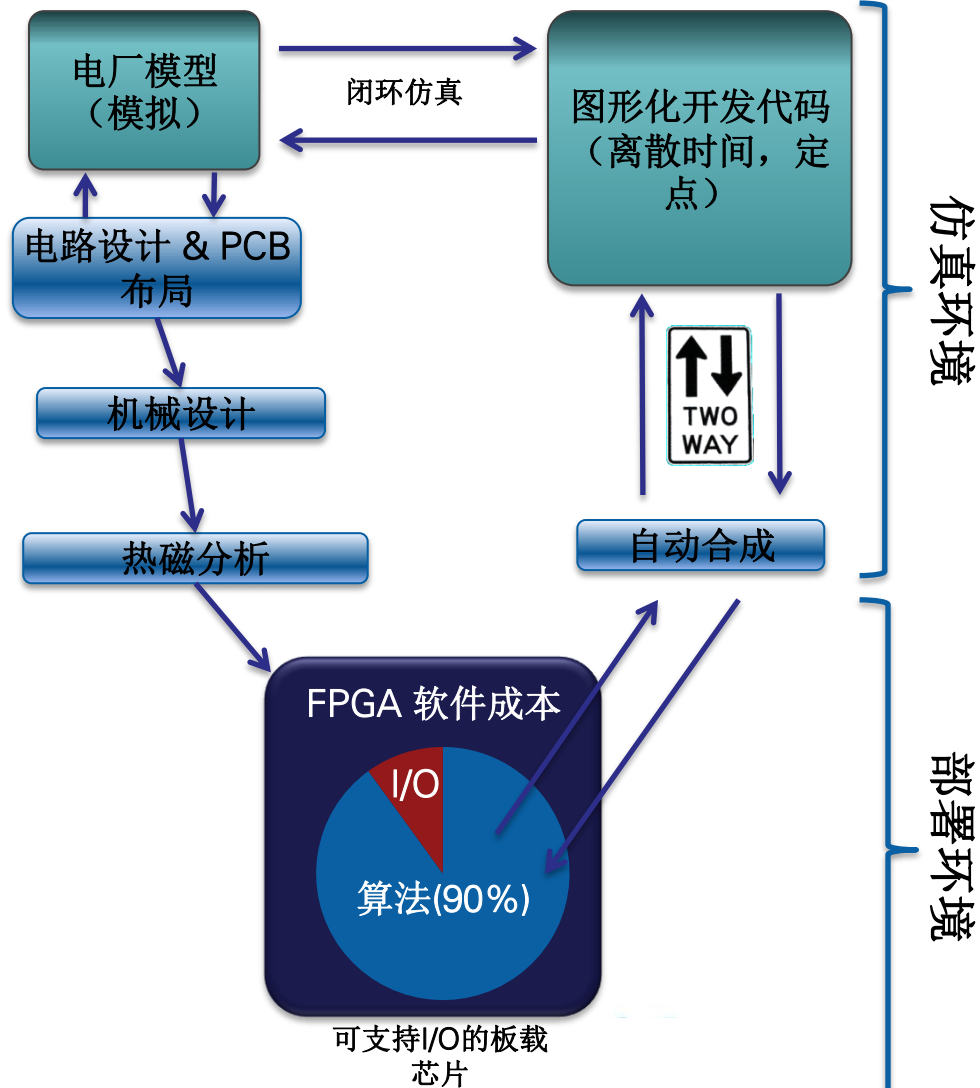 电厂模型
（模拟）
闭环仿真
图形化开发代码
（离散时间，定
点）
电路设计 & PCB
布局
机械设计
热磁分析
TWO
WAY
自动合成
仿真环境
FPGA 软件成本
I/O
算法(90%)
可支持I/O的板载
芯片
部署环境